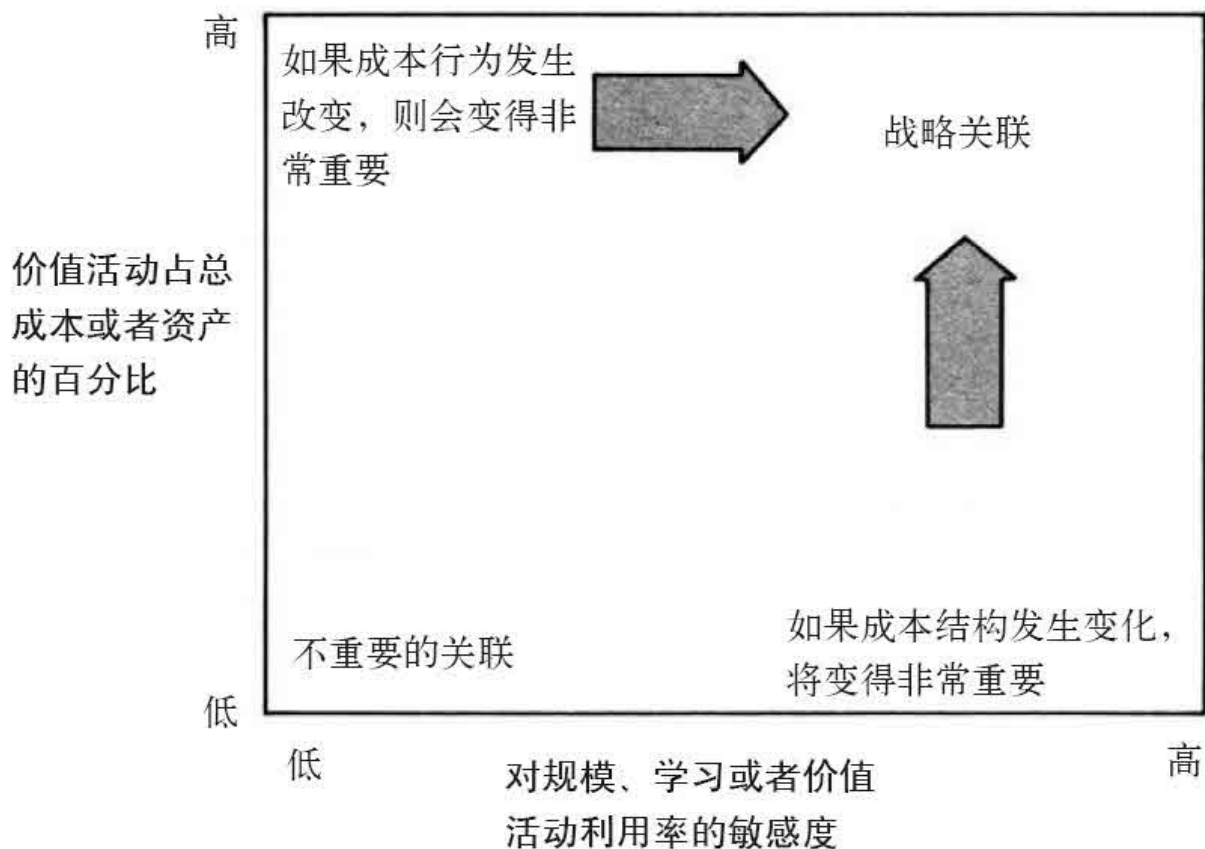 高
如果成本行为发生
改变，则会变得非
常重要
战略关联
价值活动占总
成本或者资产
的百分比
不重要的关联
如果成本结构发生变化，
将变得非常重要
低
低
高
对规模、学习或者价值
活动利用率的敏感度